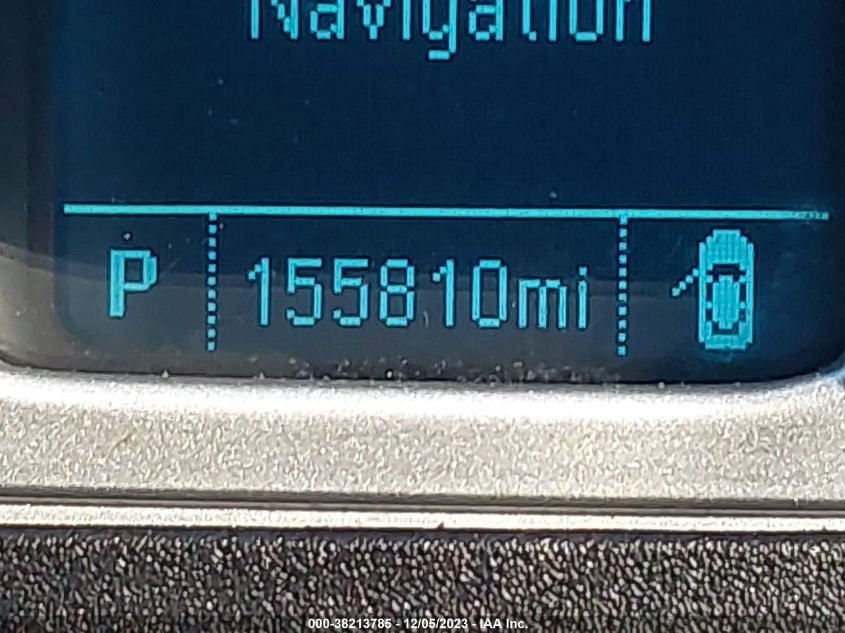 Navigation
P 155810mi
000-38213785 - 12/05/2023 - IAA Inc.